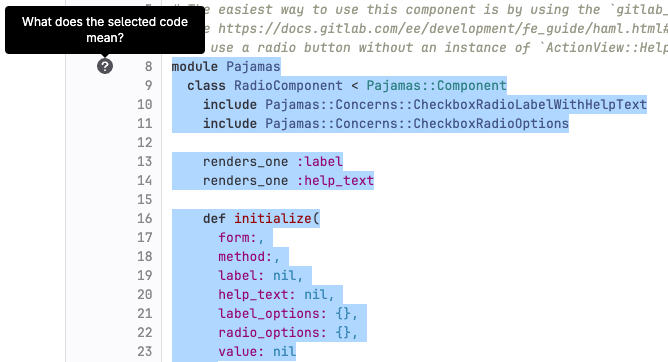 What does the selected code
mean?
# The easiest way to use this component is by using the `gitlab_
https://docs.gitlab.com/ee/development/fe_guide/haml.html#
use a radio button without an instance of `ActionView::Help
8 module Pajamas
9 class RadioComponent < Pajamas::Component
10 include Pajamas::Concerns::CheckboxRadioLabelWithHelpText
11 include Pajamas::Concerns::CheckboxRadioOptions
12
13 renders_one :label
14 renders_one :help_text
15
16 def initialize(
17 form:,
18 method:,
19 label: nil,
20 help_text: nil,
21 label_options: {},
22 radio_options: {},
23 value: nil